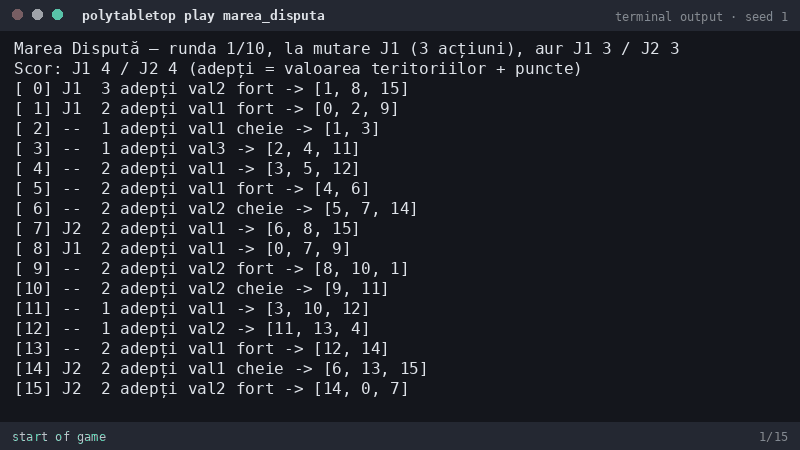 polytabletop play marea_disputa
terminal output · seed 1
Marea Dispută — runda 1/10, la mutare J1 (3 acțiuni), aur J1 3 / J2 3
Scor: J1 4 / J2 4 (adepți = valoarea teritoriilor + puncte)
[ 0] J1  3 adepți val2 fort -> [1, 8, 15]
[ 1] J1  2 adepți val1 fort -> [0, 2, 9]
[ 2] --  1 adepți val1 cheie -> [1, 3]
[ 3] --  1 adepți val3 -> [2, 4, 11]
[ 4] --  2 adepți val1 -> [3, 5, 12]
[ 5] --  2 adepți val1 fort -> [4, 6]
[ 6] --  2 adepți val2 cheie -> [5, 7, 14]
[ 7] J2  2 adepți val1 -> [6, 8, 15]
[ 8] J1  2 adepți val1 -> [0, 7, 9]
[ 9] --  2 adepți val2 fort -> [8, 10, 1]
[10] --  2 adepți val2 cheie -> [9, 11]
[11] --  1 adepți val1 -> [3, 10, 12]
[12] --  1 adepți val2 -> [11, 13, 4]
[13] --  2 adepți val1 fort -> [12, 14]
[14] J2  2 adepți val1 cheie -> [6, 13, 15]
[15] J2  2 adepți val2 fort -> [14, 0, 7]
start of game
1/15